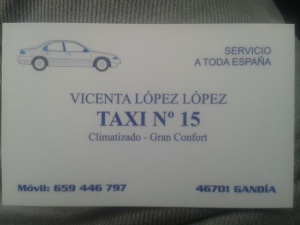 SERVICIO
A TODA ESPAÑA
VICENTA LÓPEZ LÓPEZ
TAXI Nº 15
Climatizado - Gran Confort
Móvil: 659 446 797
46701 GANDÍA